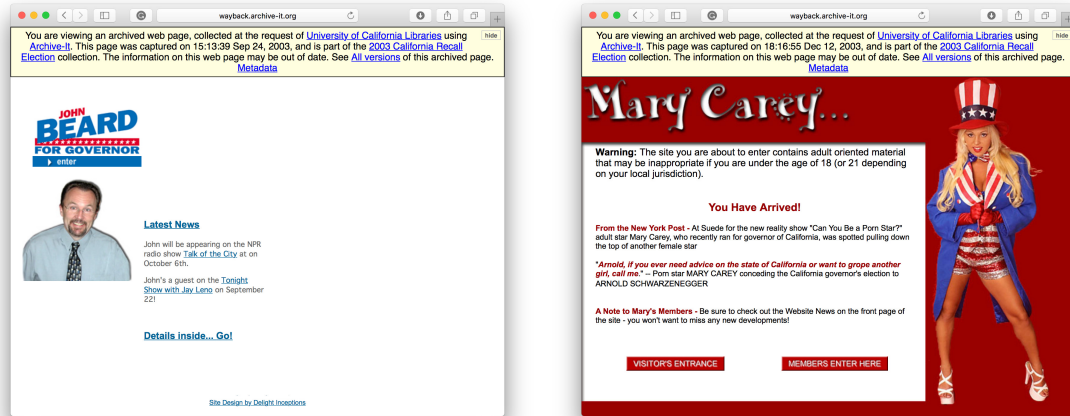 wayback.archive-it.org
You are viewing an archived web page, collected at the request of University of California Libraries using
hide
Archive-It. This page was captured on 15:13:39 Sep 24, 2003, and is part of the 2003 California Recall
Election collection. The information on this web page may be out of date. See All versions of this archived page.
Metadata
JOHN
BEARD
FOR GOVERNOR
enter
Latest News
John will be appearing on the NPR
radio show Talk of the City at on
October 6th.
John's a guest on the Tonight
Show with Jay Leno on September
22!
Details inside... Go!
Site Design by Delight Inceptions
wayback.archive-it.org
You are viewing an archived web page, collected at the request of University of California Libraries using
hide
Archive-It. This page was captured on 18:16:55 Dec 12, 2003, and is part of the 2003 California Recall
Election collection. The information on this web page may be out of date. See All versions of this archived page.
Metadata
Mary Carey...
Warning: The site you are about to enter contains adult oriented material
that may be inappropriate if you are under the age of 18 (or 21 depending
on your local jurisdiction).
You Have Arrived!
From the New York Post - At Suede for the new reality show "Can You Be a Porn Star?"
adult star Mary Carey, who recently ran for governor of California, was spotted pulling down
the top of another female star
"Arnold, if you ever need advice on the state of California or want to grope another
girl, call me." -- Porn star MARY CAREY conceding the California governor's election to
ARNOLD SCHWARZENEGGER
A Note to Mary's Members - Be sure to check out the Website News on the front page of
the site - you won't want to miss any new developments!
VISITOR'S ENTRANCE
MEMBERS ENTER HERE